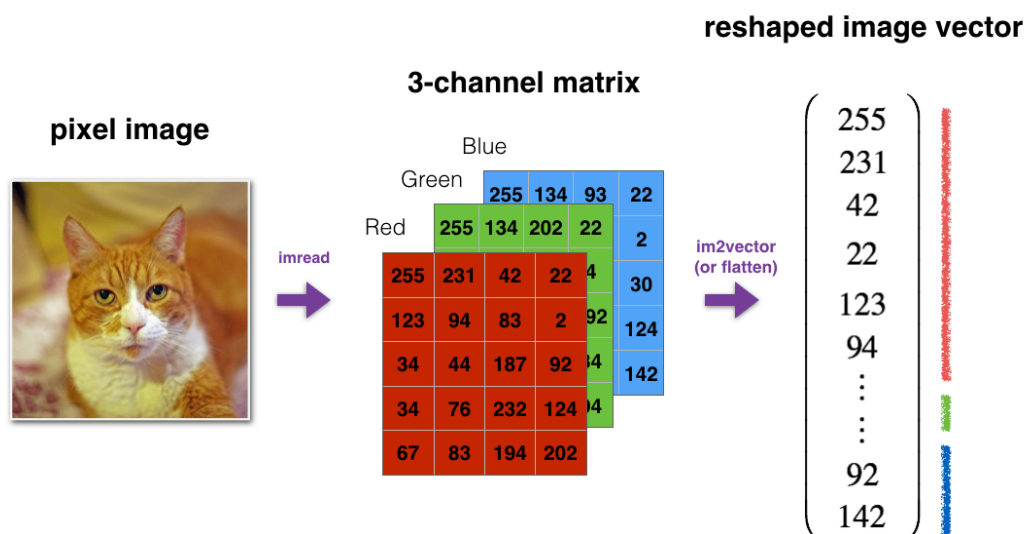 reshaped image vector
3-channel matrix
pixel image
Blue
Green
Red
imread
im2vector
(or flatten)
255 134 93 22
2
30
124
142
255 134 202 22
255 231 42 22
123 94 83 2
34 44 187 92
34 76 232 124
67 83 194 202
255
231
42
22
123
94
92
142